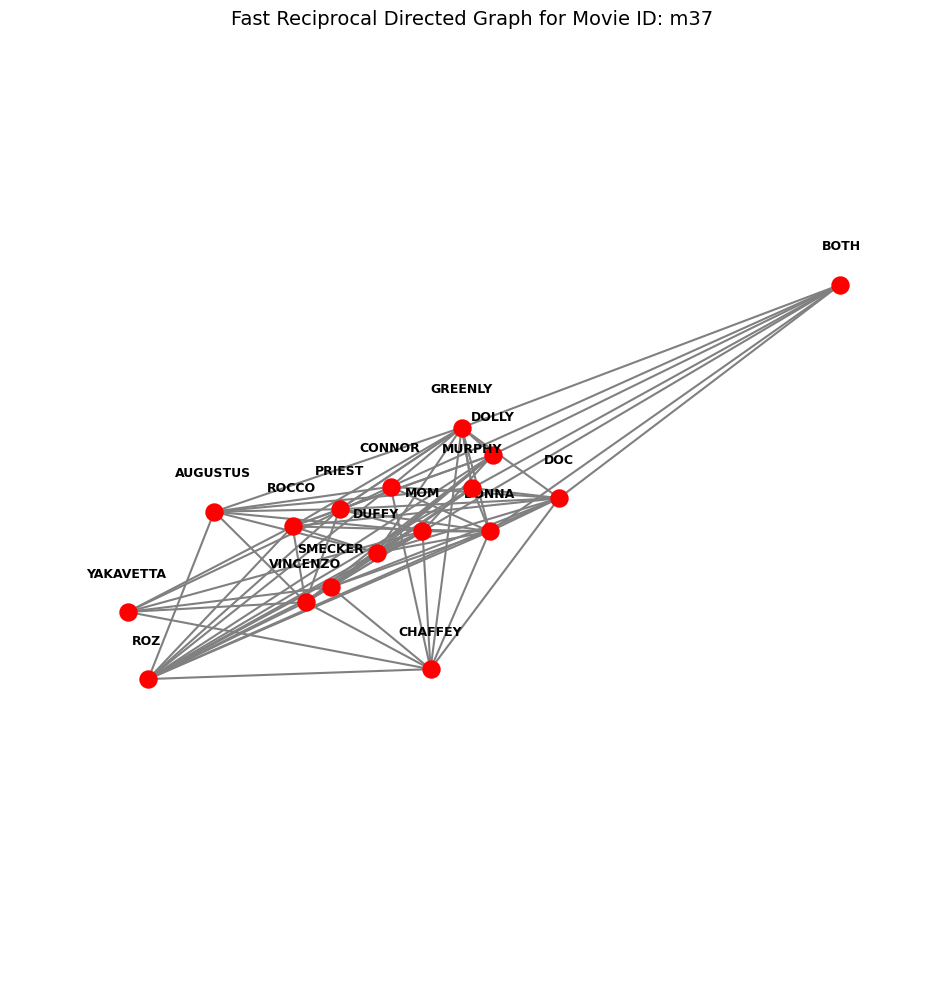 Fast Reciprocal Directed Graph for Movie ID: m37
BOTH
GREENLY
DOLLY
CONNOR
MURPHY
DOC
PRIEST
AUGUSTUS
ROCCO
MOM
DONNA
DUFFY
SMECKER
VINCENZO
YAKAVETTA
CHAFFEY
ROZ